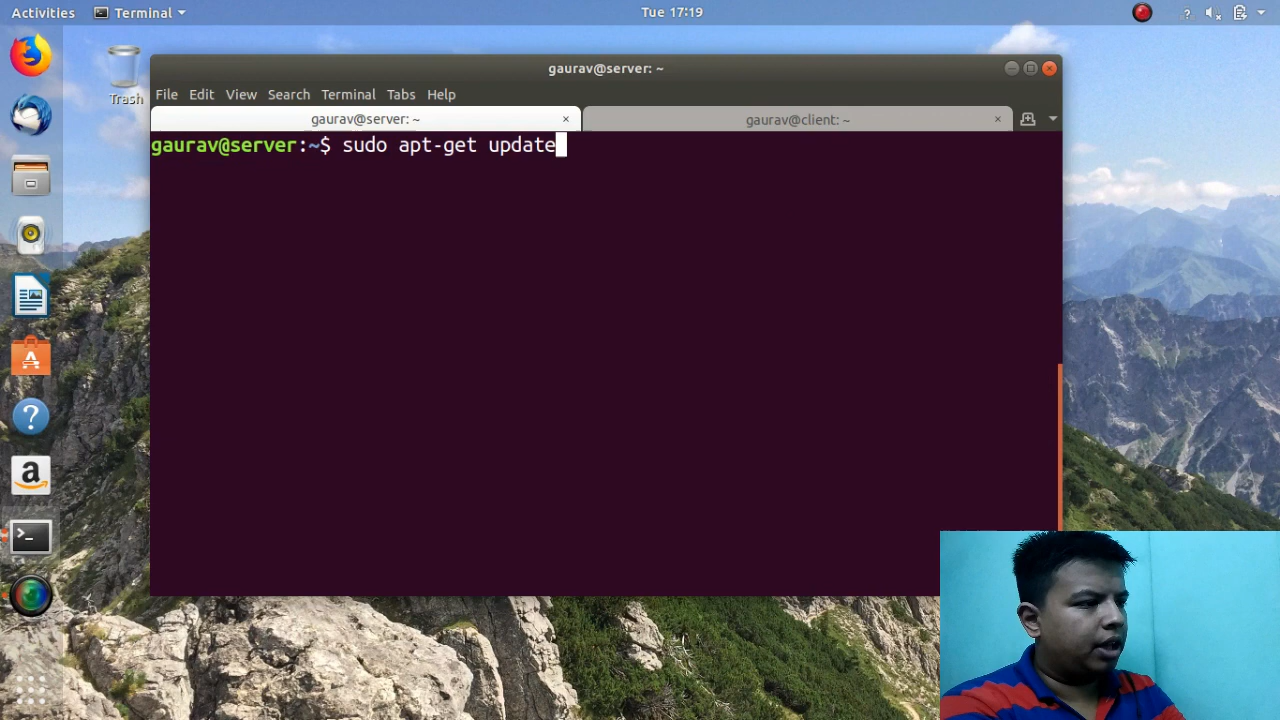 Activities Terminal Tue 17:19
Trash
gaurav@server: ~
File Edit View Search Terminal Tabs Help
gaurav@server: ~ × gaurav@client: ~ ×
gaurav@server:~$ sudo apt-get update